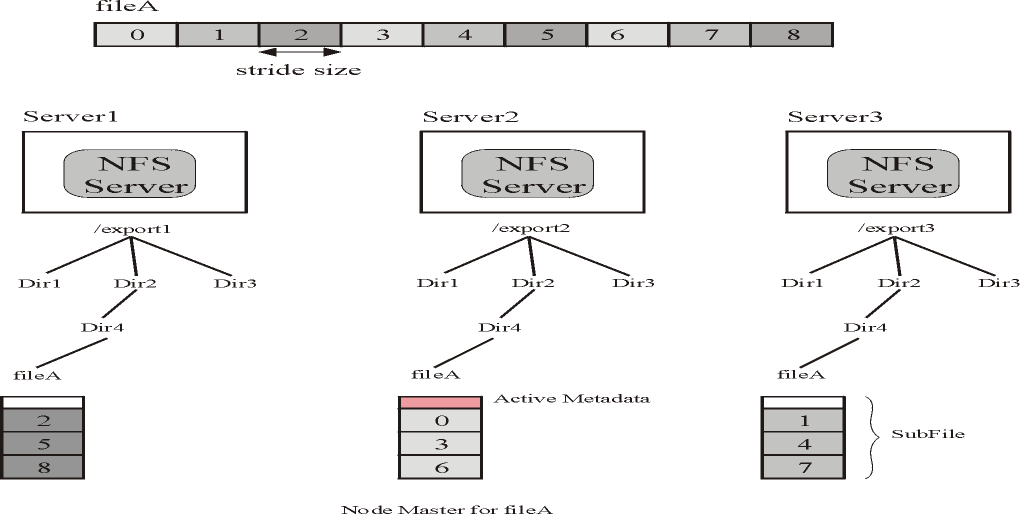 fileA
0 1 2 3 4 5 6 7 8
stride size
Server1 Server2 Server3
NFS Server NFS Server NFS Server
/export1 /export2 /export3
Dir1 Dir2 Dir3 Dir1 Dir2 Dir3 Dir1 Dir2 Dir3
Dir4 Dir4 Dir4
fileA fileA fileA
Active Metadata
2 0 1
5 3 4
SubFile
8 6 7
Node Master for fileA